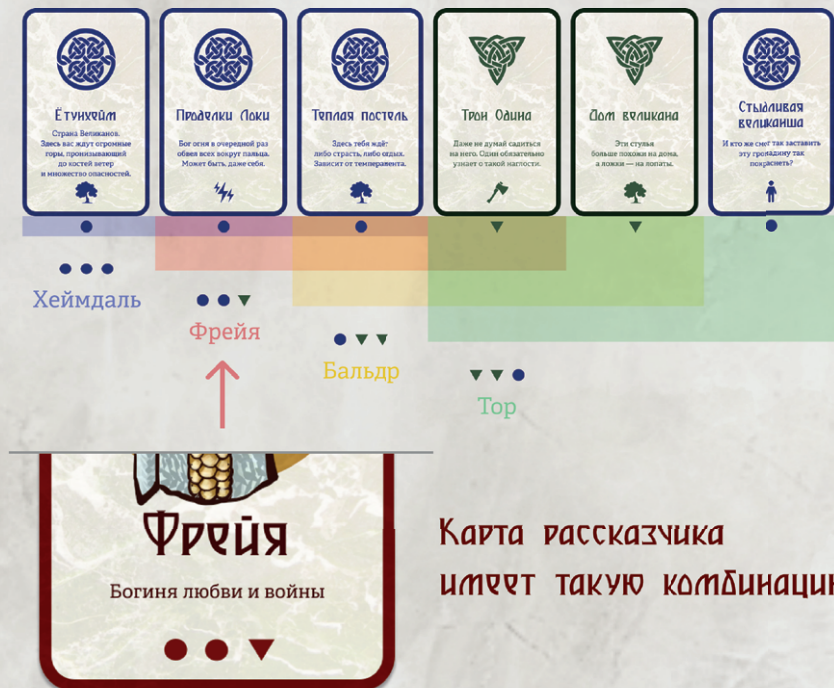 Ётунхейм
Страна Великанов.
Здесь вас ждут огромные
горы, пронизывающий
до костей ветер
и множество опасностей.
Проделки Локи
Бог огня в очередной раз
обвел всех вокруг пальца.
Может быть, даже себя.
Теплая постель
Здесь тебя ждёт
либо страсть, либо отдых.
Зависит от темперамента.
Трон Одина
Даже не думай садиться
на него. Один обязательно
узнает о такой наглости.
Дом великана
Эти стулья
больше похожи на дома,
а ложки — на лопаты.
Стыдливая
великанша
И кто же смог так заставить
эту громадину так
покраснеть?
Хеймдаль
Фрейя
Бальдр
Тор
Фрейя
Богиня любви и войны
Карта рассказчика
имеет такую комбинацию